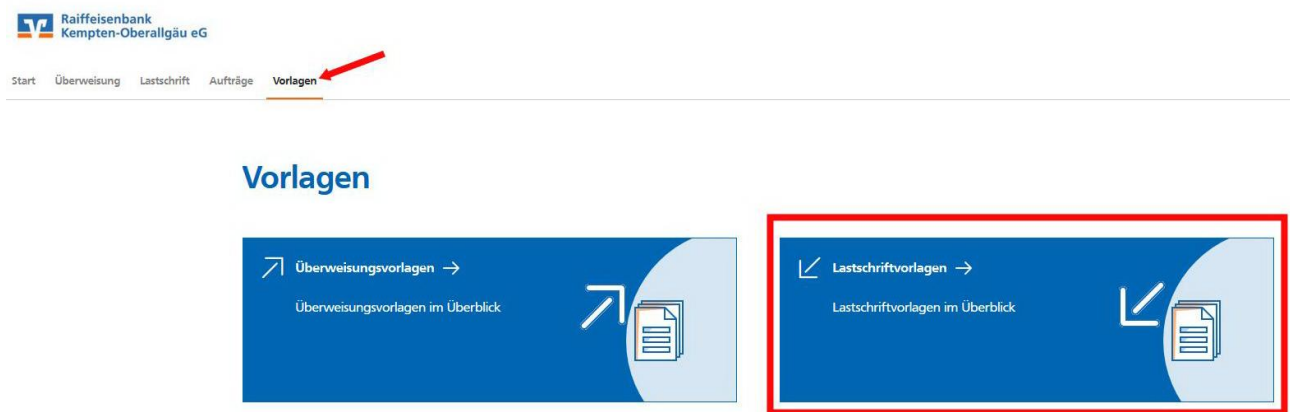 Raiffeisenbank
Kempten-Oberallgäu eG
Start Überweisung Lastschrift Aufträge Vorlagen
Vorlagen
Überweisungsvorlagen →
Überweisungsvorlagen im Überblick
Lastschriftvorlagen →
Lastschriftvorlagen im Überblick